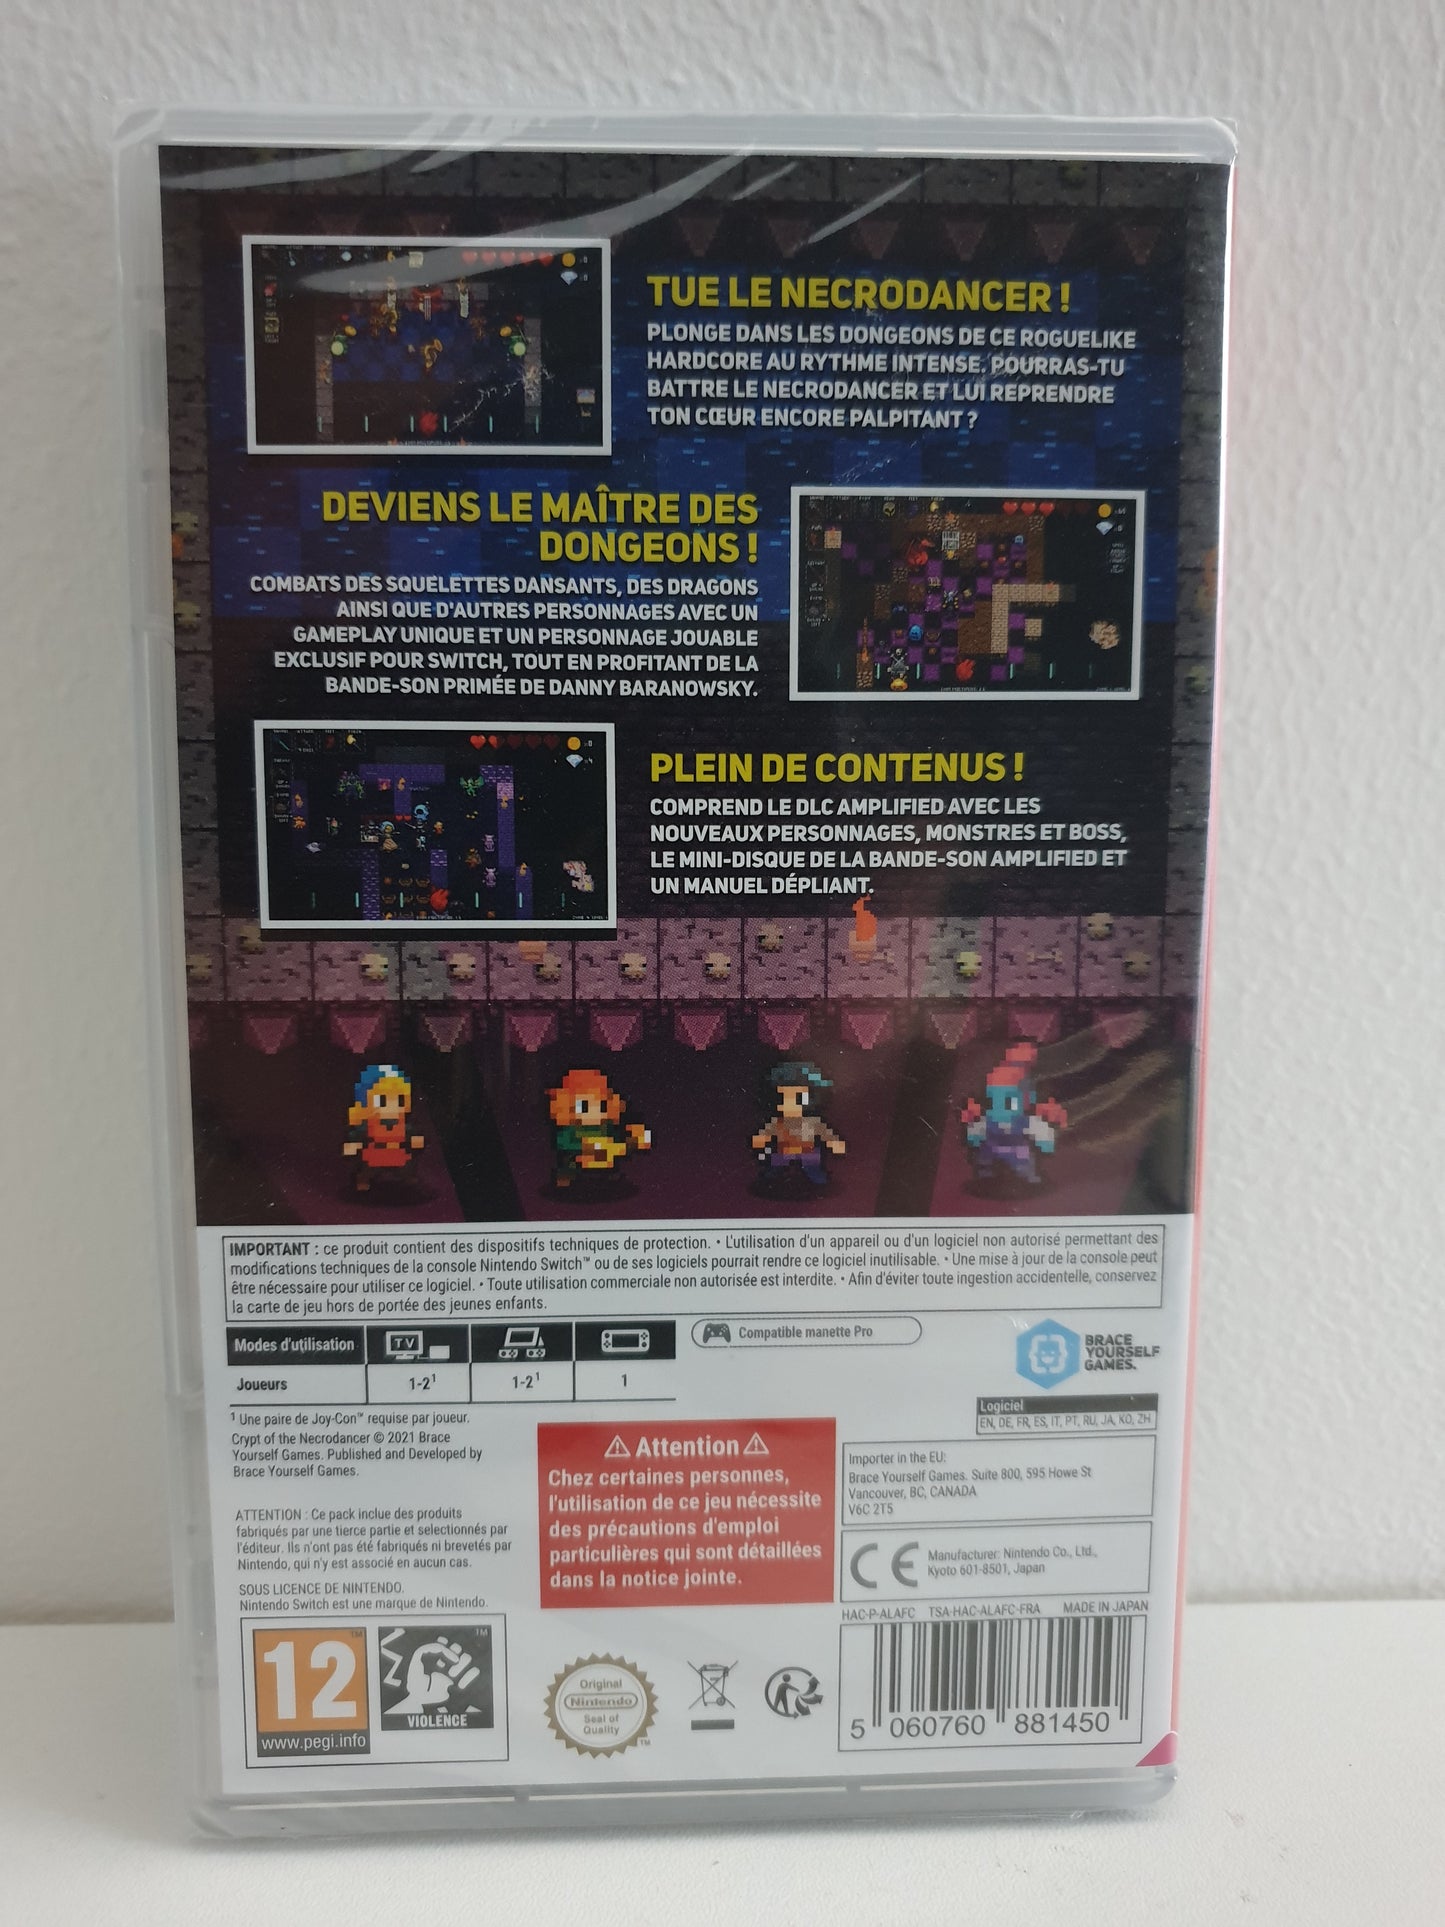 TUE LE NECRODANCER !
PLONGE DANS LES DONGEONS DE CE ROGUELIKE
HARDCORE AU RYTHME INTENSE. POURRAS-TU
BATTRE LE NECRODANCER ET LUI REPRENDRE
TON CŒUR ENCORE PALPITANT ?
DEVIENS LE MAÎTRE DES
DONGEONS !
COMBATS DES SQUELETTES DANSANTS, DES DRAGONS
AINSI QUE D'AUTRES PERSONNAGES AVEC UN
GAMEPLAY UNIQUE ET UN PERSONNAGE JOUABLE
EXCLUSIF POUR SWITCH, TOUT EN PROFITANT DE LA
BANDE-SON PRIMÉE DE DANNY BARANOWSKY.
PLEIN DE CONTENUS !
COMPREND LE DLC AMPLIFIED AVEC LES
NOUVEAUX PERSONNAGES, MONSTRES ET BOSS,
LE MINI-DISQUE DE LA BANDE-SON AMPLIFIED ET
UN MANUEL DÉPLIANT.
IMPORTANT : ce produit contient des dispositifs techniques de protection. • L'utilisation d'un appareil ou d'un logiciel non autorisé permettant des
modifications techniques de la console Nintendo Switch™ ou de ses logiciels pourrait rendre ce logiciel inutilisable. • Une mise à jour de la console peut
être nécessaire pour utiliser ce logiciel. • Toute utilisation commerciale non autorisée est interdite. • Afin d'éviter toute ingestion accidentelle, conservez
la carte de jeu hors de portée des jeunes enfants.
Modes d'utilisation TV
Compatible manette Pro
Joueurs 1-2¹ 1-2¹ 1
BRACE
YOURSELF
GAMES.
¹ Une paire de Joy-Con™ requise par joueur.
Crypt of the Necrodancer © 2021 Brace
Yourself Games. Published and Developed by
Brace Yourself Games.
ATTENTION : Ce pack inclue des produits
fabriqués par une tierce partie et selectionnés par
l'éditeur. Ils n'ont pas été fabriqués ni brevetés par
Nintendo, qui n'y est associé en aucun cas.
SOUS LICENCE DE NINTENDO.
Nintendo Switch est une marque de Nintendo.
⚠ Attention ⚠
Chez certaines personnes,
l'utilisation de ce jeu nécessite
des précautions d'emploi
particulières qui sont détaillées
dans la notice jointe.
Logiciel
EN, DE, FR, ES, IT, PT, RU, JA, KO, ZH
Importer in the EU:
Brace Yourself Games. Suite 800, 595 Howe St
Vancouver, BC, CANADA
V6C 2T5
CE
Manufacturer: Nintendo Co., Ltd.,
Kyoto 601-8501, Japan
HAC-P-ALAFC TSA-HAC-ALAFC-FRA MADE IN JAPAN
12™
www.pegi.info
™
VIOLENCE
Original
Nintendo
Seal of
Quality
™
5 060760 881450